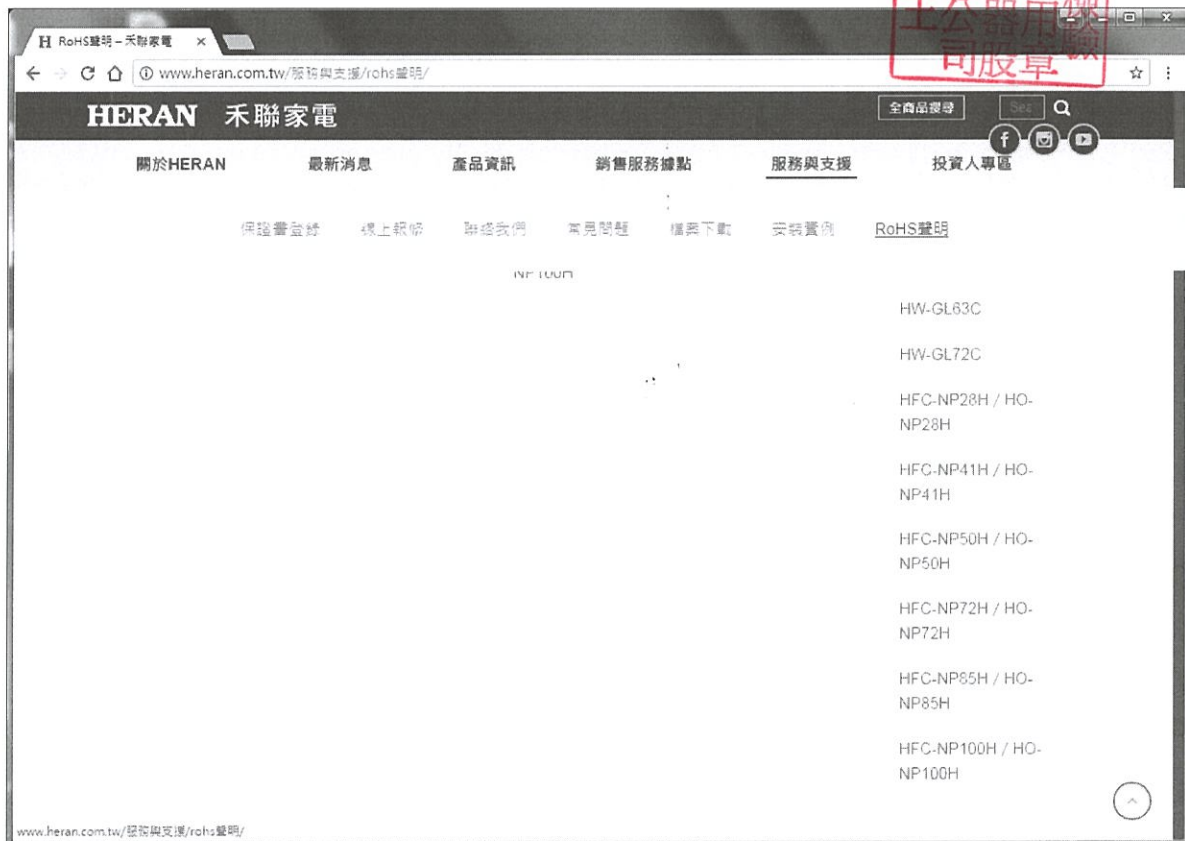 RoHS聲明 – 禾聯家電
www.heran.com.tw/服務與支援/rohs聲明/
HERAN 禾聯家電
全商品搜尋
Sea
關於HERAN 最新消息 產品資訊 銷售服務據點 服務與支援 投資人專區
保證書登錄 線上報修 聯絡我們 常見問題 檔案下載 安裝實例 RoHS聲明
NP100H
HW-GL63C
HW-GL72C
HFC-NP28H / HO-
NP28H
HFC-NP41H / HO-
NP41H
HFC-NP50H / HO-
NP50H
HFC-NP72H / HO-
NP72H
HFC-NP85H / HO-
NP85H
HFC-NP100H / HO-
NP100H
www.heran.com.tw/服務與支援/rohs聲明/